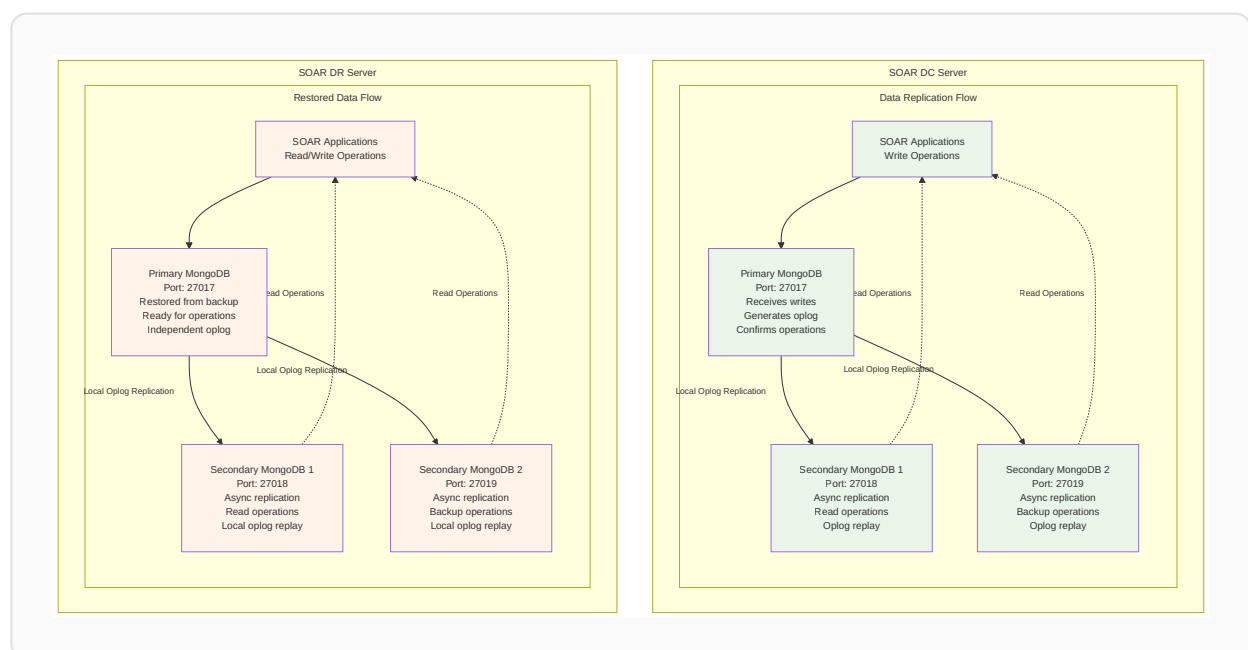 SOAR DR Server
Restored Data Flow
SOAR Applications
Read/Write Operations
Primary MongoDB
Port: 27017
Restored from backup
Ready for operations
Independent oplog
ead Operations
Read Operations
Local Oplog Replication
Local Oplog Replication
Secondary MongoDB 1
Port: 27018
Async replication
Read operations
Local oplog replay
Secondary MongoDB 2
Port: 27019
Async replication
Backup operations
Local oplog replay
SOAR DC Server
Data Replication Flow
SOAR Applications
Write Operations
Primary MongoDB
Port: 27017
Receives writes
Generates oplog
Confirms operations
ead Operations
Read Operations
Local Oplog Replication
Local Oplog Replication
Secondary MongoDB 1
Port: 27018
Async replication
Read operations
Oplog replay
Secondary MongoDB 2
Port: 27019
Async replication
Backup operations
Oplog replay